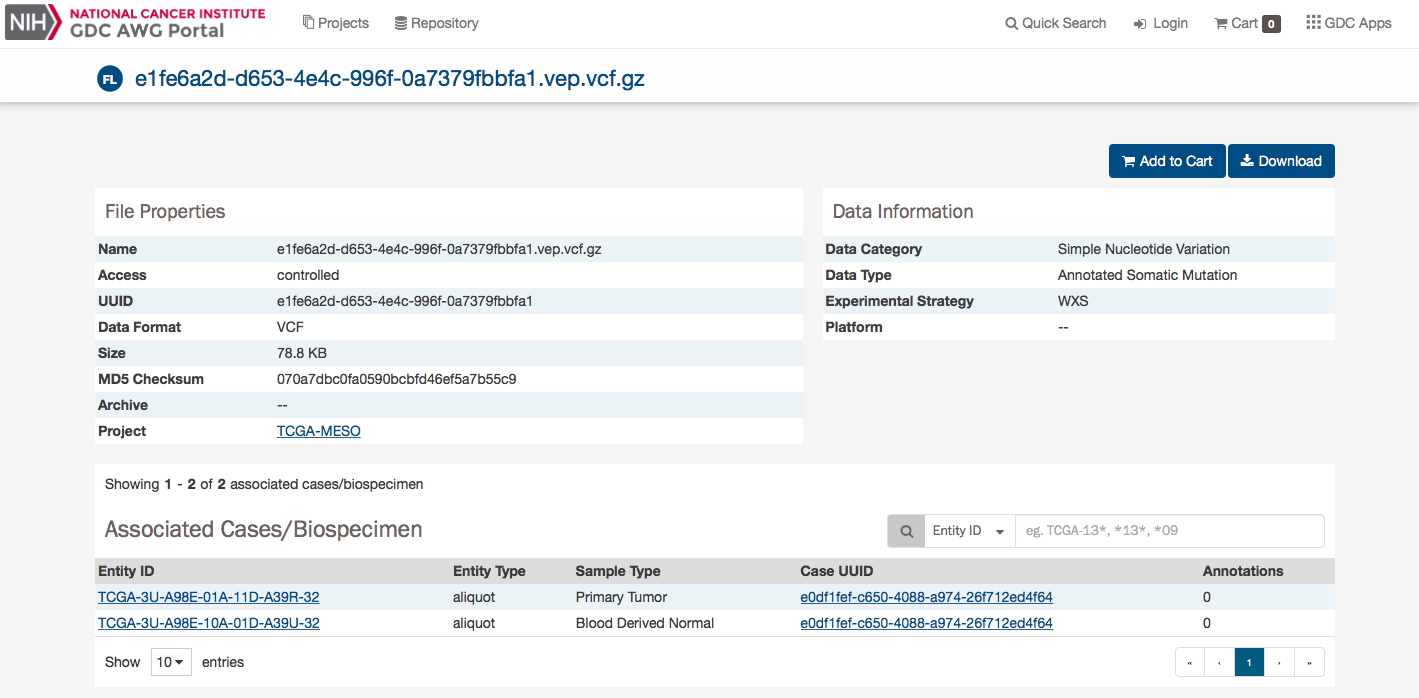 NIH NATIONAL CANCER INSTITUTE
GDC AWG Portal
Projects Repository Quick Search Login Cart 0 GDC Apps
FL e1fe6a2d-d653-4e4c-996f-0a7379fbbfa1.vep.vcf.gz
Add to Cart Download
File Properties
Name e1fe6a2d-d653-4e4c-996f-0a7379fbbfa1.vep.vcf.gz
Access controlled
UUID e1fe6a2d-d653-4e4c-996f-0a7379fbbfa1
Data Format VCF
Size 78.8 KB
MD5 Checksum 070a7dbc0fa0590bcbfd46ef5a7b55c9
Archive --
Project TCGA-MESO
Data Information
Data Category Simple Nucleotide Variation
Data Type Annotated Somatic Mutation
Experimental Strategy WXS
Platform --
Showing 1 - 2 of 2 associated cases/biospecimen
Associated Cases/Biospecimen Entity ID eg. TCGA-13*, *13*, *09
Entity ID Entity Type Sample Type Case UUID Annotations
TCGA-3U-A98E-01A-11D-A39R-32 aliquot Primary Tumor e0df1fef-c650-4088-a974-26f712ed4f64 0
TCGA-3U-A98E-10A-01D-A39U-32 aliquot Blood Derived Normal e0df1fef-c650-4088-a974-26f712ed4f64 0
Show 10 entries « ‹ 1 › »